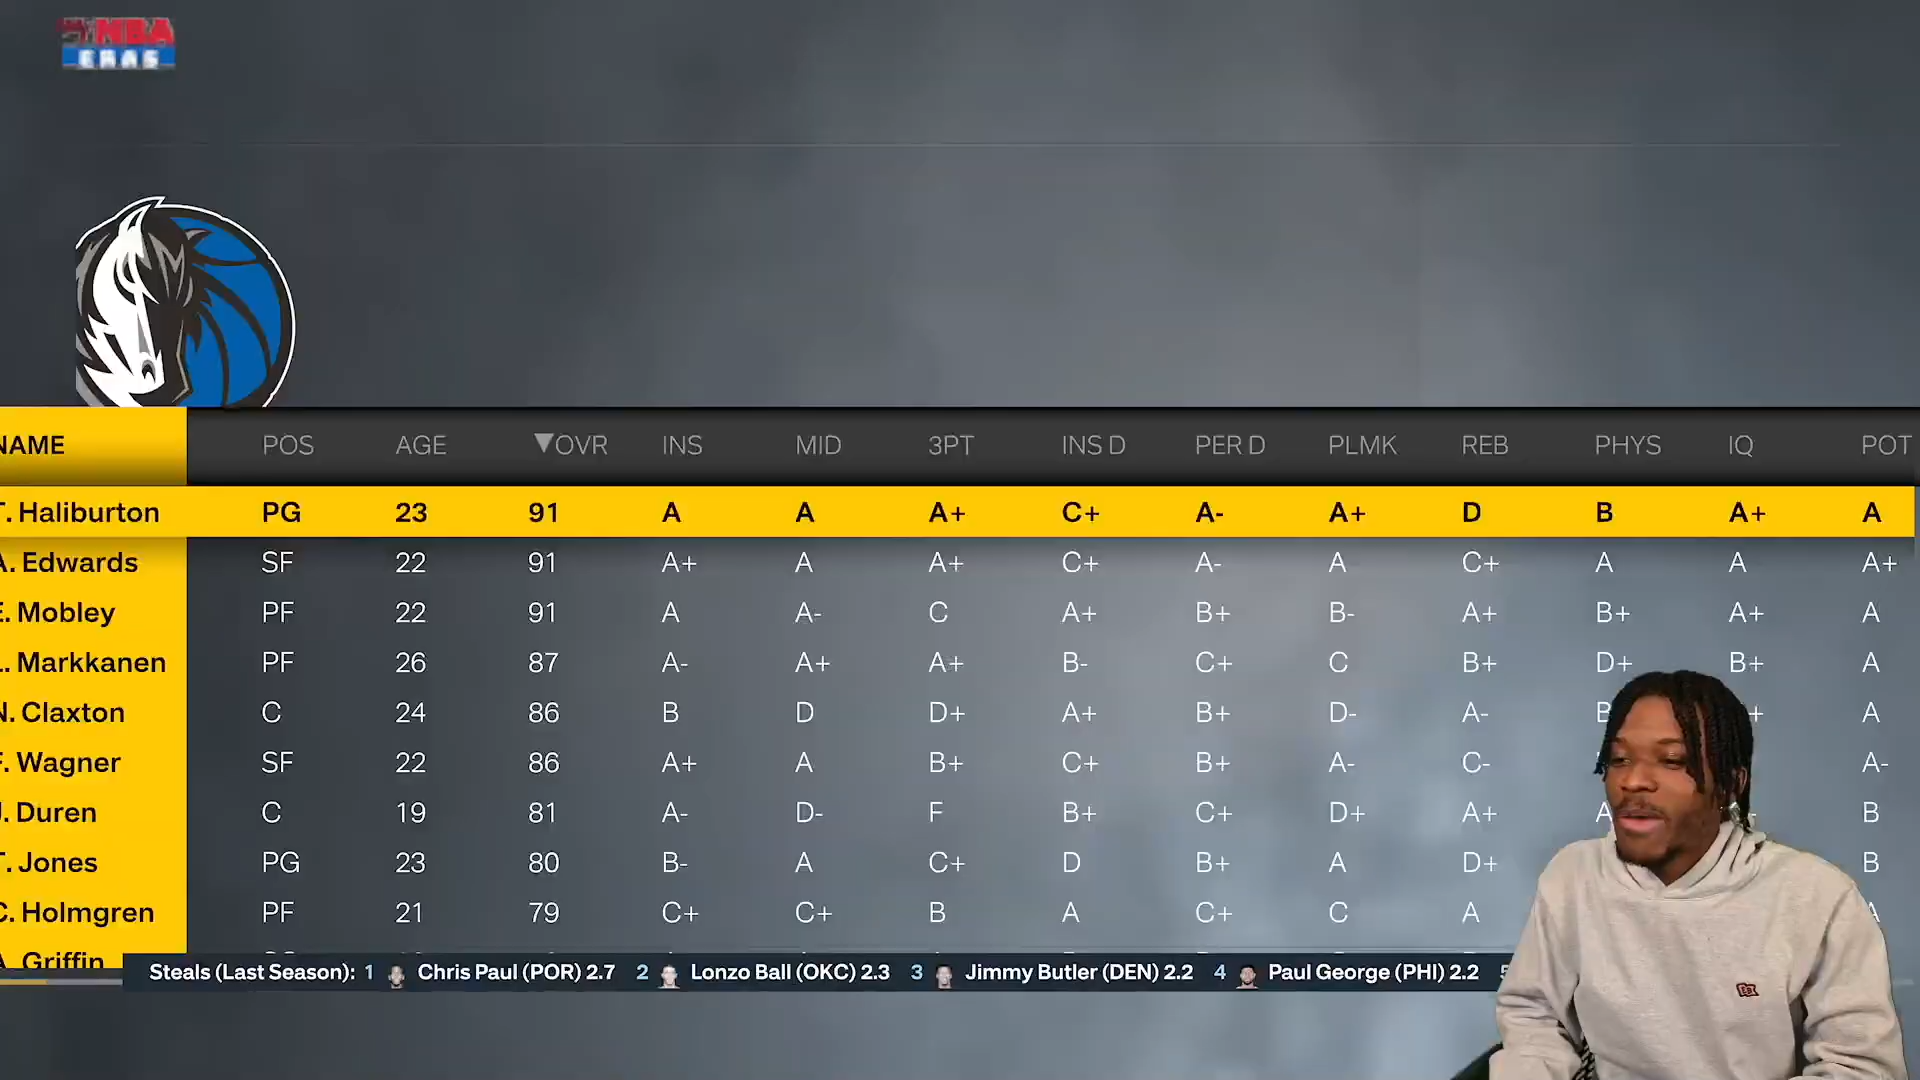 NBA
ERAS
NAME POS AGE ▼OVR INS MID 3PT INS D PER D PLMK REB PHYS IQ POT
T. Haliburton PG 23 91 A A A+ C+ A- A+ D B A+ A
A. Edwards SF 22 91 A+ A A+ C+ A- A C+ A A A+
E. Mobley PF 22 91 A A- C A+ B+ B- A+ B+ A+ A
L. Markkanen PF 26 87 A- A+ A+ B- C+ C B+ D+ B+ A
N. Claxton C 24 86 B D D+ A+ B+ D- A- A
F. Wagner SF 22 86 A+ A B+ C+ B+ A- C- A-
J. Duren C 19 81 A- D- F B+ C+ D+ A+ B
T. Jones PG 23 80 B- A C+ D B+ A D+ B
C. Holmgren PF 21 79 C+ C+ B A C+ C A
A. Griffin
Steals (Last Season): 1 Chris Paul (POR) 2.7 2 Lonzo Ball (OKC) 2.3 3 Jimmy Butler (DEN) 2.2 4 Paul George (PHI) 2.2